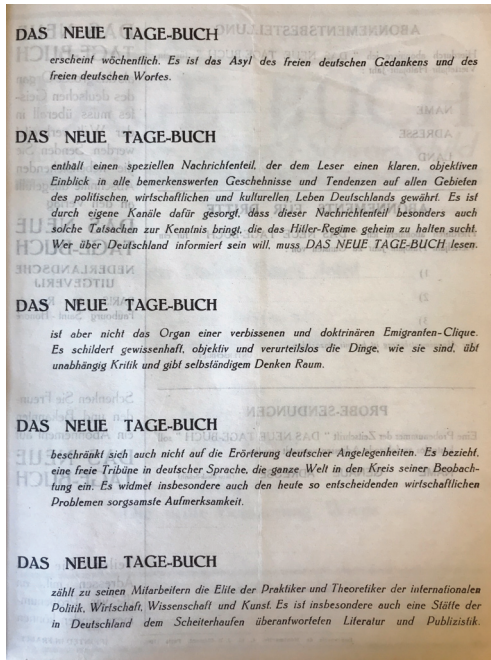 DAS NEUE TAGE-BUCH
erscheint wöchentlich. Es ist das Asyl des freien deutschen Gedankens und des
freien deutschen Wortes.
DAS NEUE TAGE-BUCH
enthält einen speziellen Nachrichtenteil, der dem Leser einen klaren, objektiven
Einblick in alle bemerkenswerten Geschehnisse und Tendenzen auf allen Gebieten
des politischen, wirtschaftlichen und kulturellen Leben Deutschlands gewährt. Es ist
durch eigene Kanäle dafür gesorgt, dass dieser Nachrichtenteil besonders auch
solche Tatsachen zur Kenntnis bringt, die das Hitler-Regime geheim zu halten sucht.
Wer über Deutschland informiert sein will, muss DAS NEUE TAGE-BUCH lesen.
DAS NEUE TAGE-BUCH
ist aber nicht das Organ einer verbissenen und doktrinären Emigranten-Clique.
Es schildert gewissenhaft, objektiv und verurteilslos die Dinge, wie sie sind, übt
unabhängig Kritik und gibt selbständigem Denken Raum.
DAS NEUE TAGE-BUCH
beschränkt sich auch nicht auf die Erörterung deutscher Angelegenheiten. Es bezieht,
eine freie Tribüne in deutscher Sprache, die ganze Welt in den Kreis seiner Beobach-
tung ein. Es widmet insbesondere auch den heute so entscheidenden wirtschaftlichen
Problemen sorgsamste Aufmerksamkeit.
DAS NEUE TAGE-BUCH
zählt zu seinen Mitarbeitern die Elite der Praktiker und Theoretiker der internationalen
Politik, Wirtschaft, Wissenschaft und Kunst. Es ist insbesondere auch eine Stätte der
in Deutschland dem Scheiterhaufen überantworteten Literatur und Publizistik.